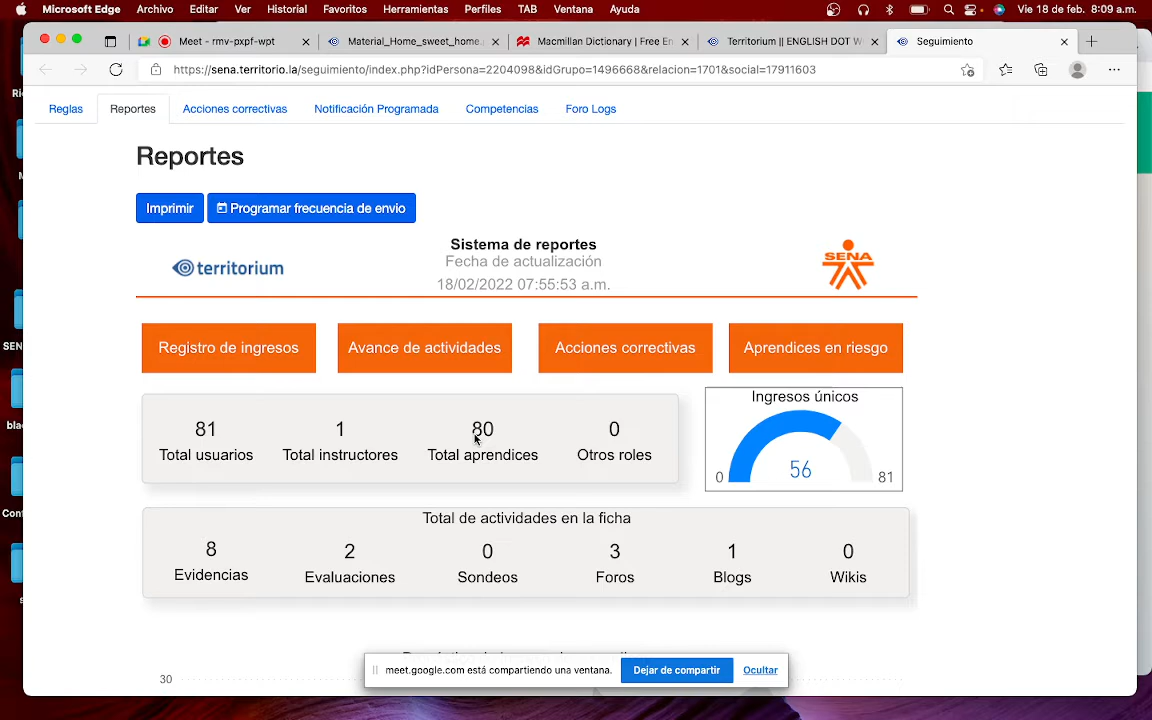 Microsoft Edge Archivo Editar Ver Historial Favoritos Herramientas Perfiles TAB Ventana Ayuda Vie 18 de feb. 8:09 a.m.
Meet - rmv-pxpf-wpt Material_Home_sweet_home. Macmillan Dictionary | Free En Territorium || ENGLISH DOT W Seguimiento
https://sena.territorio.la/seguimiento/index.php?idPersona=2204098&idGrupo=1496668&relacion=1701&social=17911603
Reglas Reportes Acciones correctivas Notificación Programada Competencias Foro Logs
Reportes
Imprimir Programar frecuencia de envio
Sistema de reportes
Fecha de actualización
18/02/2022 07:55:53 a.m.
territorium
SENA
Registro de ingresos Avance de actividades Acciones correctivas Aprendices en riesgo
81 1 80 0
Total usuarios Total instructores Total aprendices Otros roles
Ingresos únicos
0 56 81
Total de actividades en la ficha
8 2 0 3 1 0
Evidencias Evaluaciones Sondeos Foros Blogs Wikis
meet.google.com está compartiendo una ventana. Dejar de compartir Ocultar
30